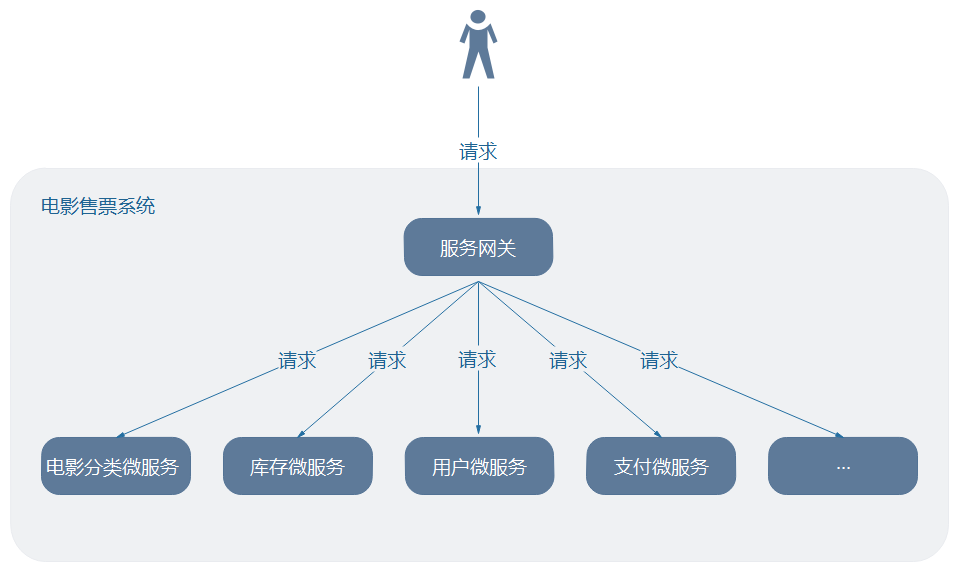 请求
电影售票系统
服务网关
请求
请求
请求
请求
请求
电影分类微服务
库存微服务
用户微服务
支付微服务
...